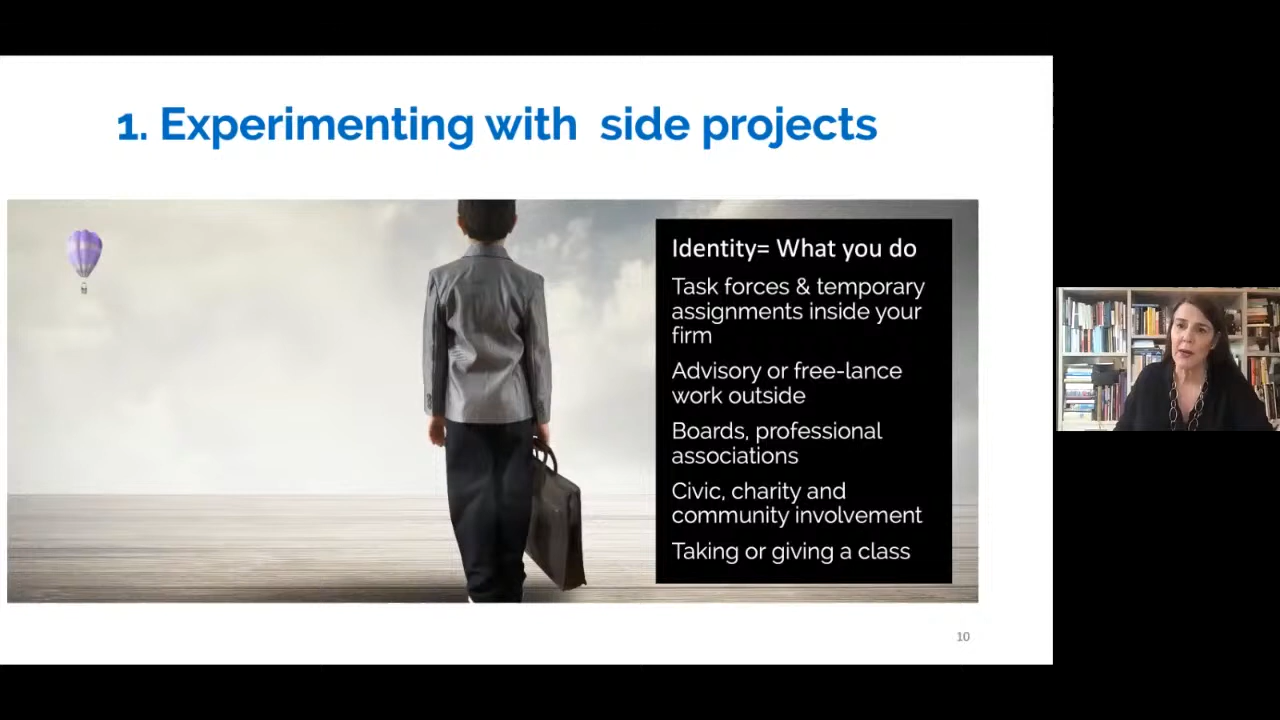 1. Experimenting with  side projects
Identity= What you do
Task forces & temporary
assignments inside your
firm
Advisory or free-lance
work outside
Boards, professional
associations
Civic, charity and
community involvement
Taking or giving a class
10